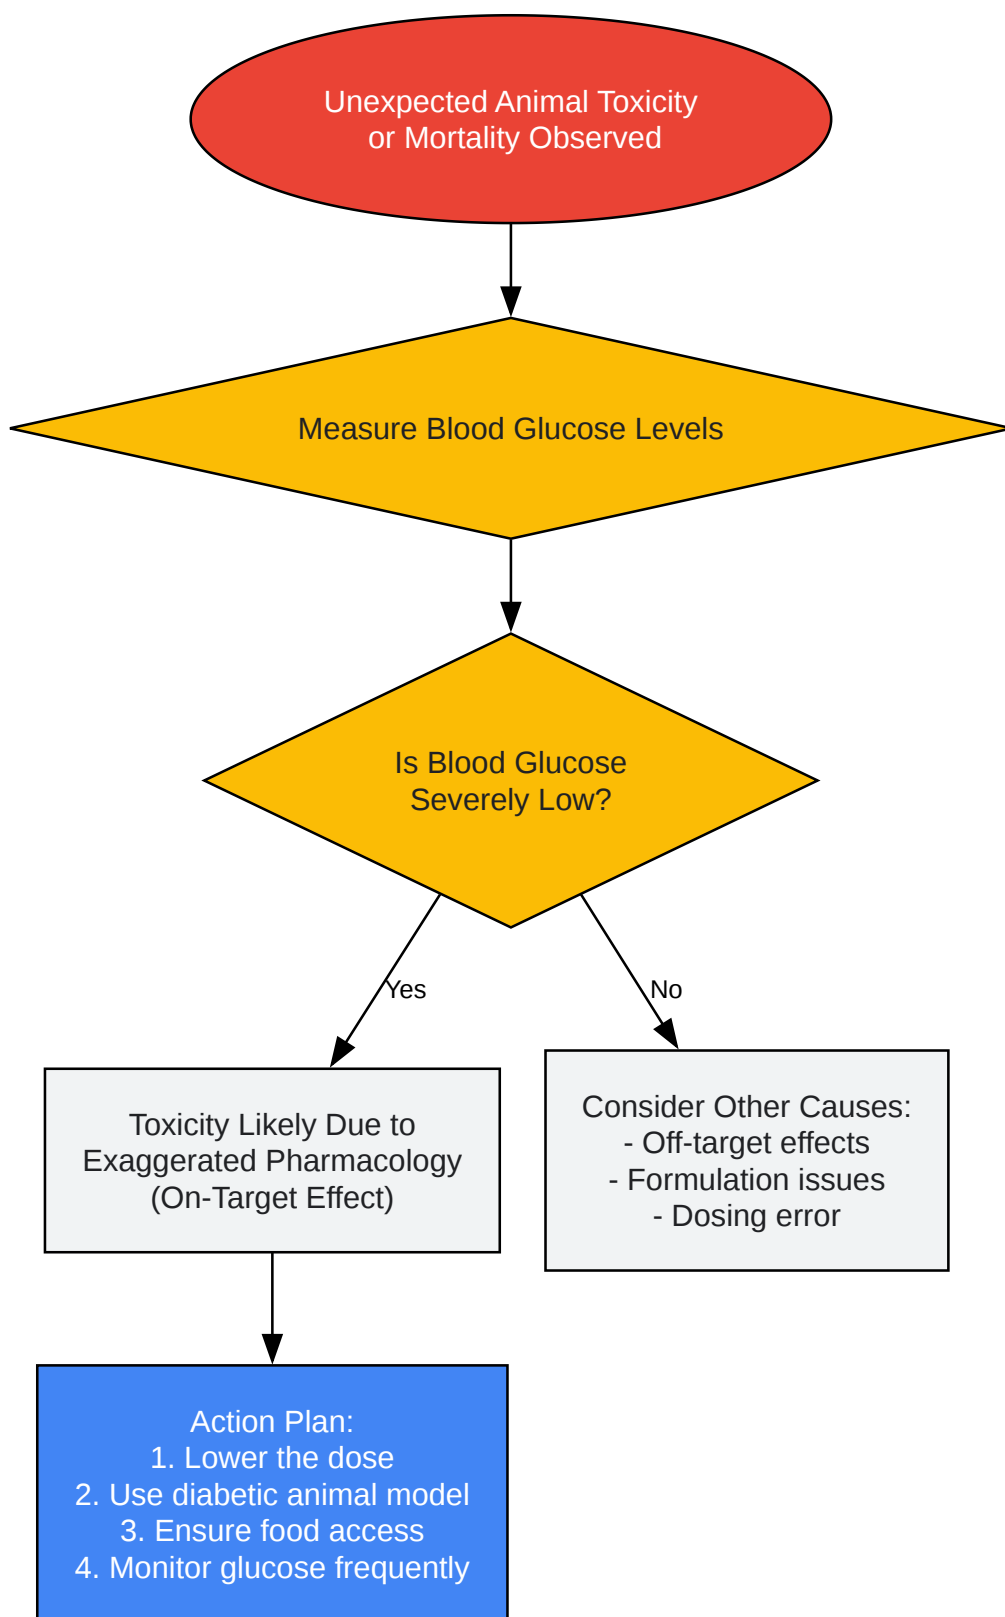 Unexpected Animal Toxicity
or Mortality Observed
Measure Blood Glucose Levels
Is Blood Glucose
Severely Low?
Yes
No
Toxicity Likely Due to
Exaggerated Pharmacology
(On-Target Effect)
Consider Other Causes:
- Off-target effects
- Formulation issues
- Dosing error
Action Plan:
1. Lower the dose
2. Use diabetic animal model
3. Ensure food access
4. Monitor glucose frequently